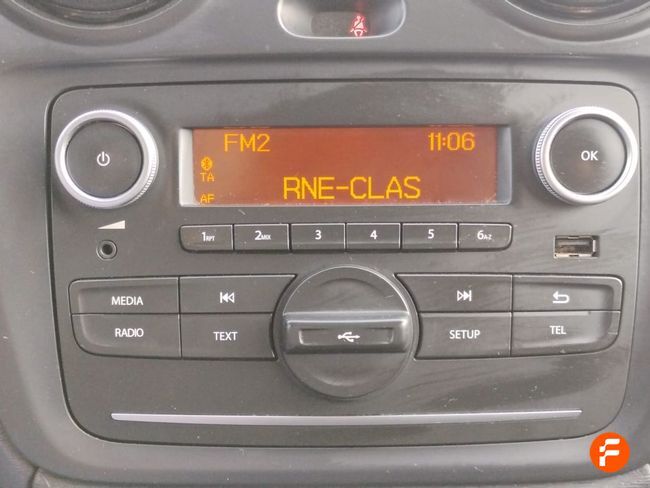 FM2 11:06
TA
RNE-CLAS
AF
OK
1RPT 2MIX 3 4 5 6A-Z
MEDIA
RADIO TEXT SETUP TEL
F